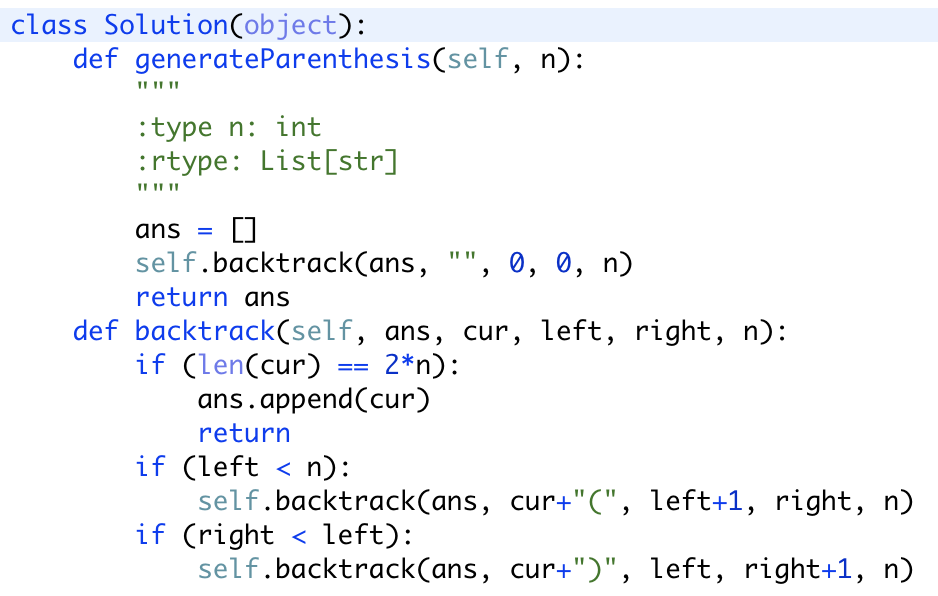 class Solution(object):
    def generateParenthesis(self, n):
        """
        :type n: int
        :rtype: List[str]
        """
        ans = []
        self.backtrack(ans, "", 0, 0, n)
        return ans
    def backtrack(self, ans, cur, left, right, n):
        if (len(cur) == 2*n):
            ans.append(cur)
            return
        if (left < n):
            self.backtrack(ans, cur+"(", left+1, right, n)
        if (right < left):
            self.backtrack(ans, cur+")", left, right+1, n)